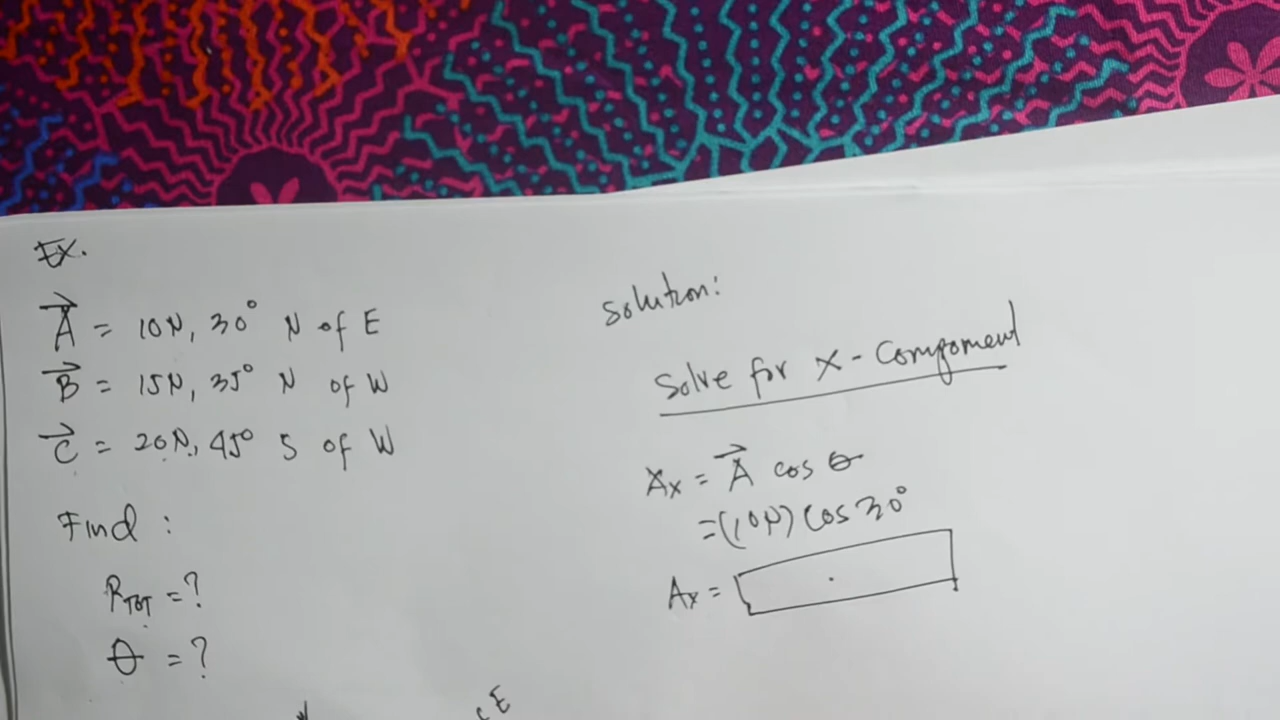 Ex.
A = 10N, 30° N of E
B = 15N, 35° N of W
C = 20N, 45° S of W
Find :
R_TOT = ?
θ = ?
E
Solution:
Solve for x - Component
Ax = A cos θ
= (10N) Cos 30°
Ax =